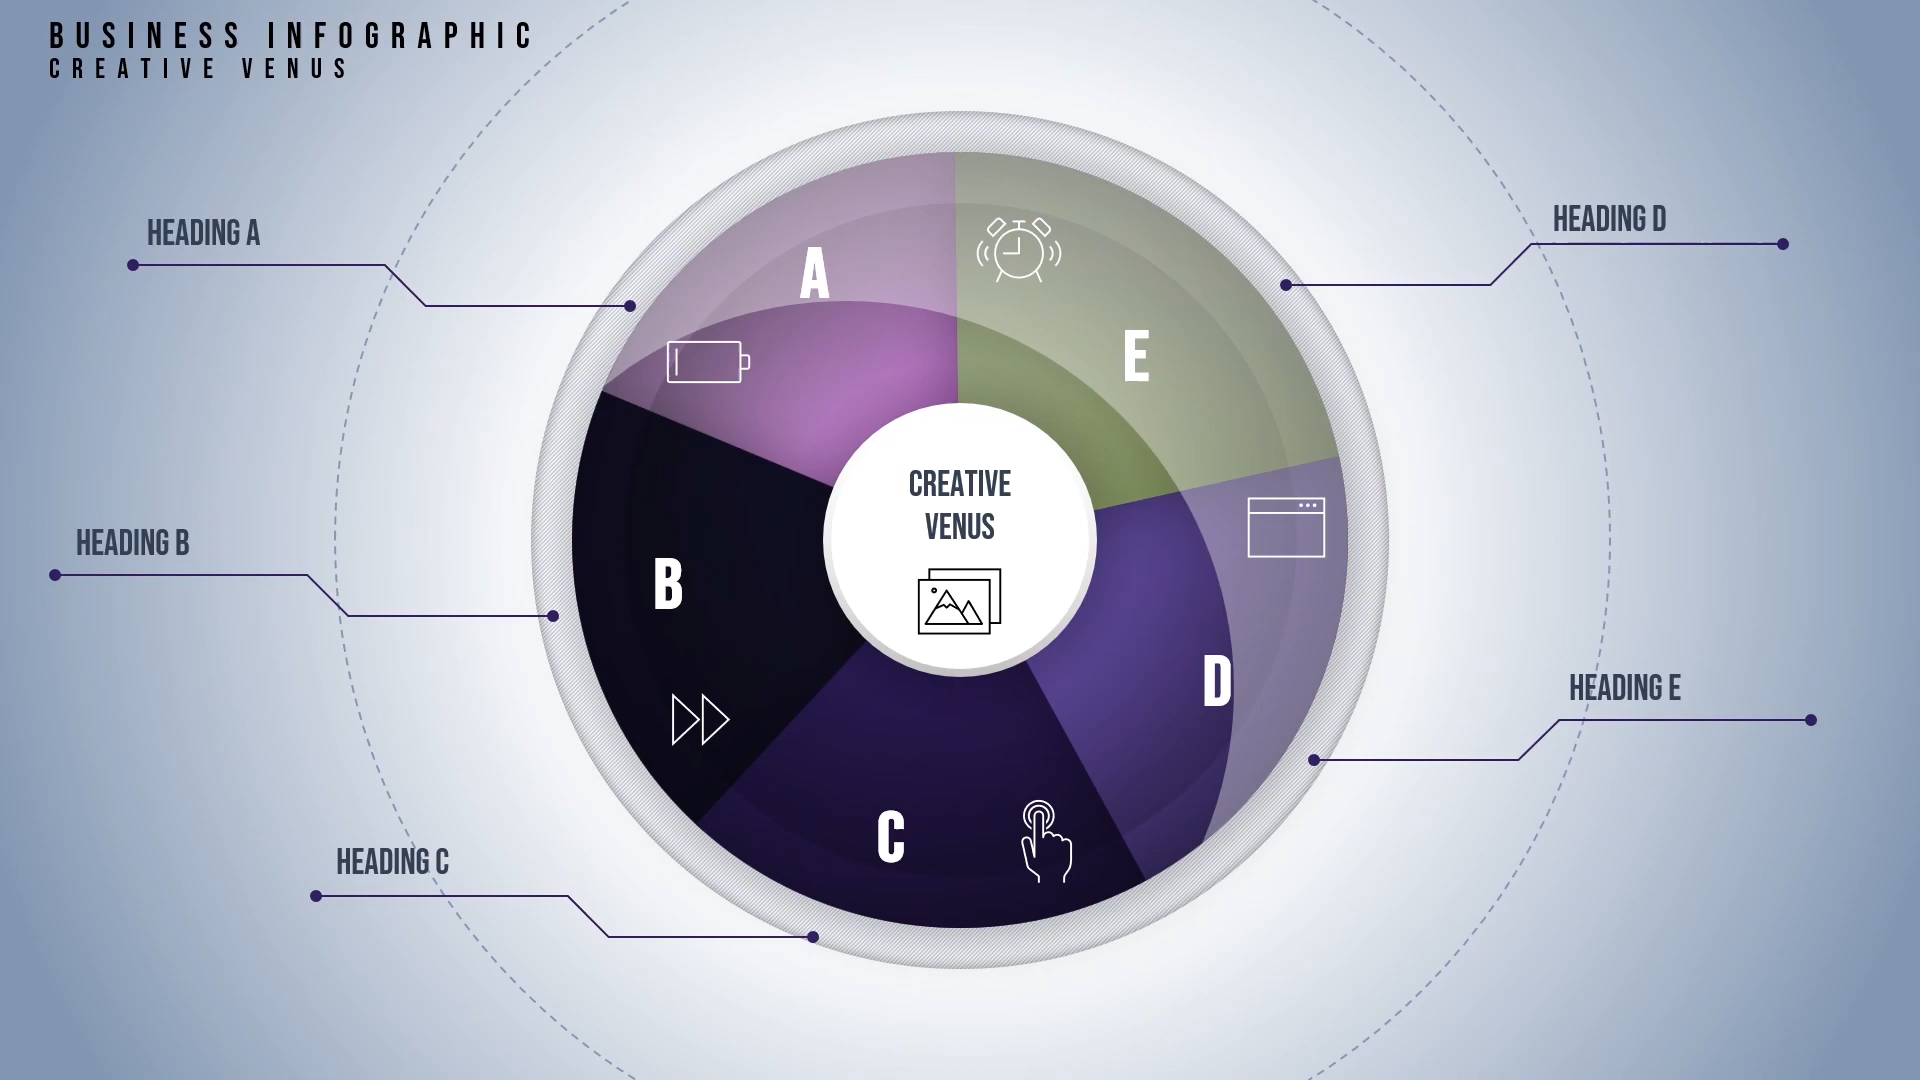 BUSINESS INFOGRAPHIC
CREATIVE VENUS
HEADING A
HEADING B
HEADING C
A
B
C
D
E
CREATIVE
VENUS
HEADING D
HEADING E